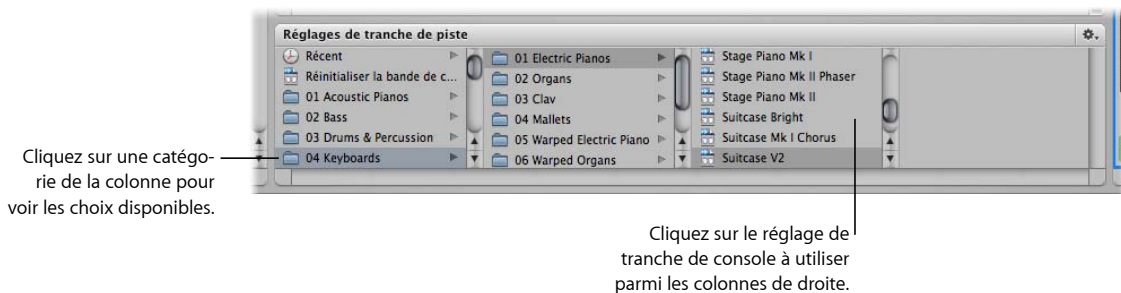 Réglages de tranche de piste
Récent
Réinitialiser la bande de c...
01 Acoustic Pianos
02 Bass
03 Drums & Percussion
04 Keyboards
01 Electric Pianos
02 Organs
03 Clav
04 Mallets
05 Warped Electric Piano
06 Warped Organs
Stage Piano Mk I
Stage Piano Mk II Phaser
Stage Piano Mk II
Suitcase Bright
Suitcase Mk I Chorus
Suitcase V2
Cliquez sur une catégo-
rie de la colonne pour
voir les choix disponibles.
Cliquez sur le réglage de
tranche de console à utiliser
parmi les colonnes de droite.